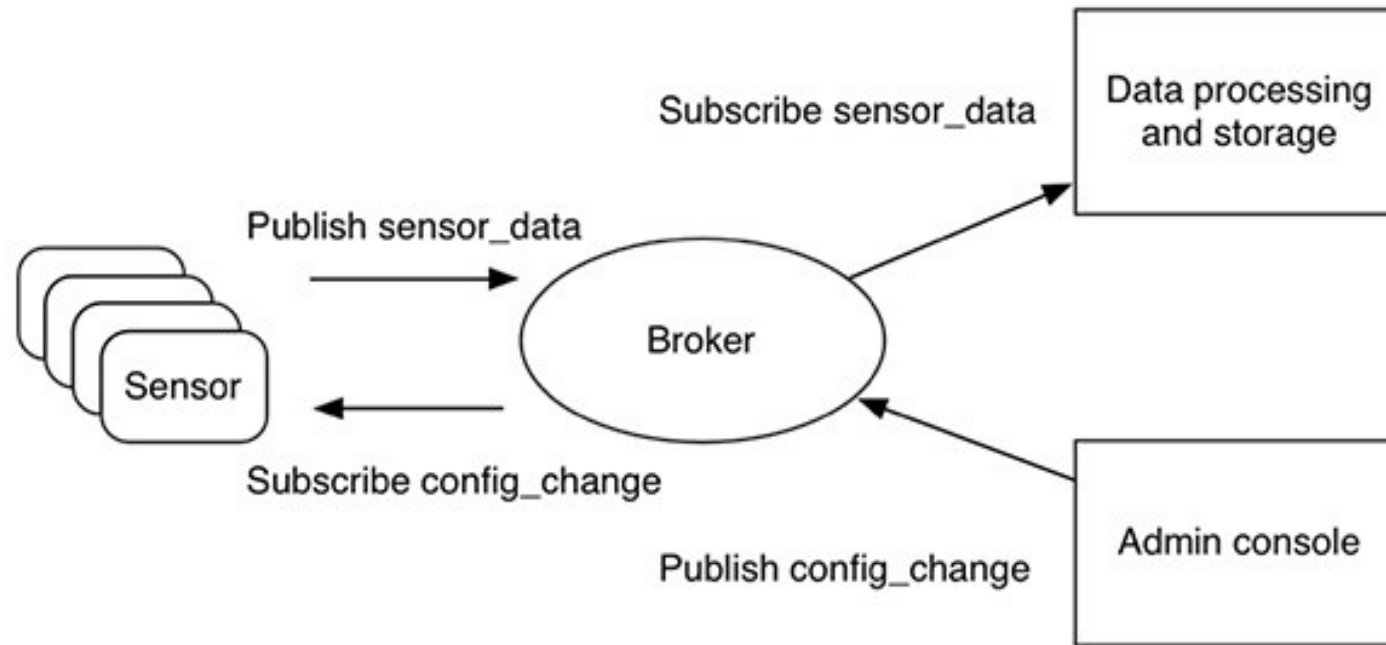 Data processing
and storage
Subscribe sensor_data
Publish sensor_data
Broker
Sensor
Subscribe config_change
Admin console
Publish config_change